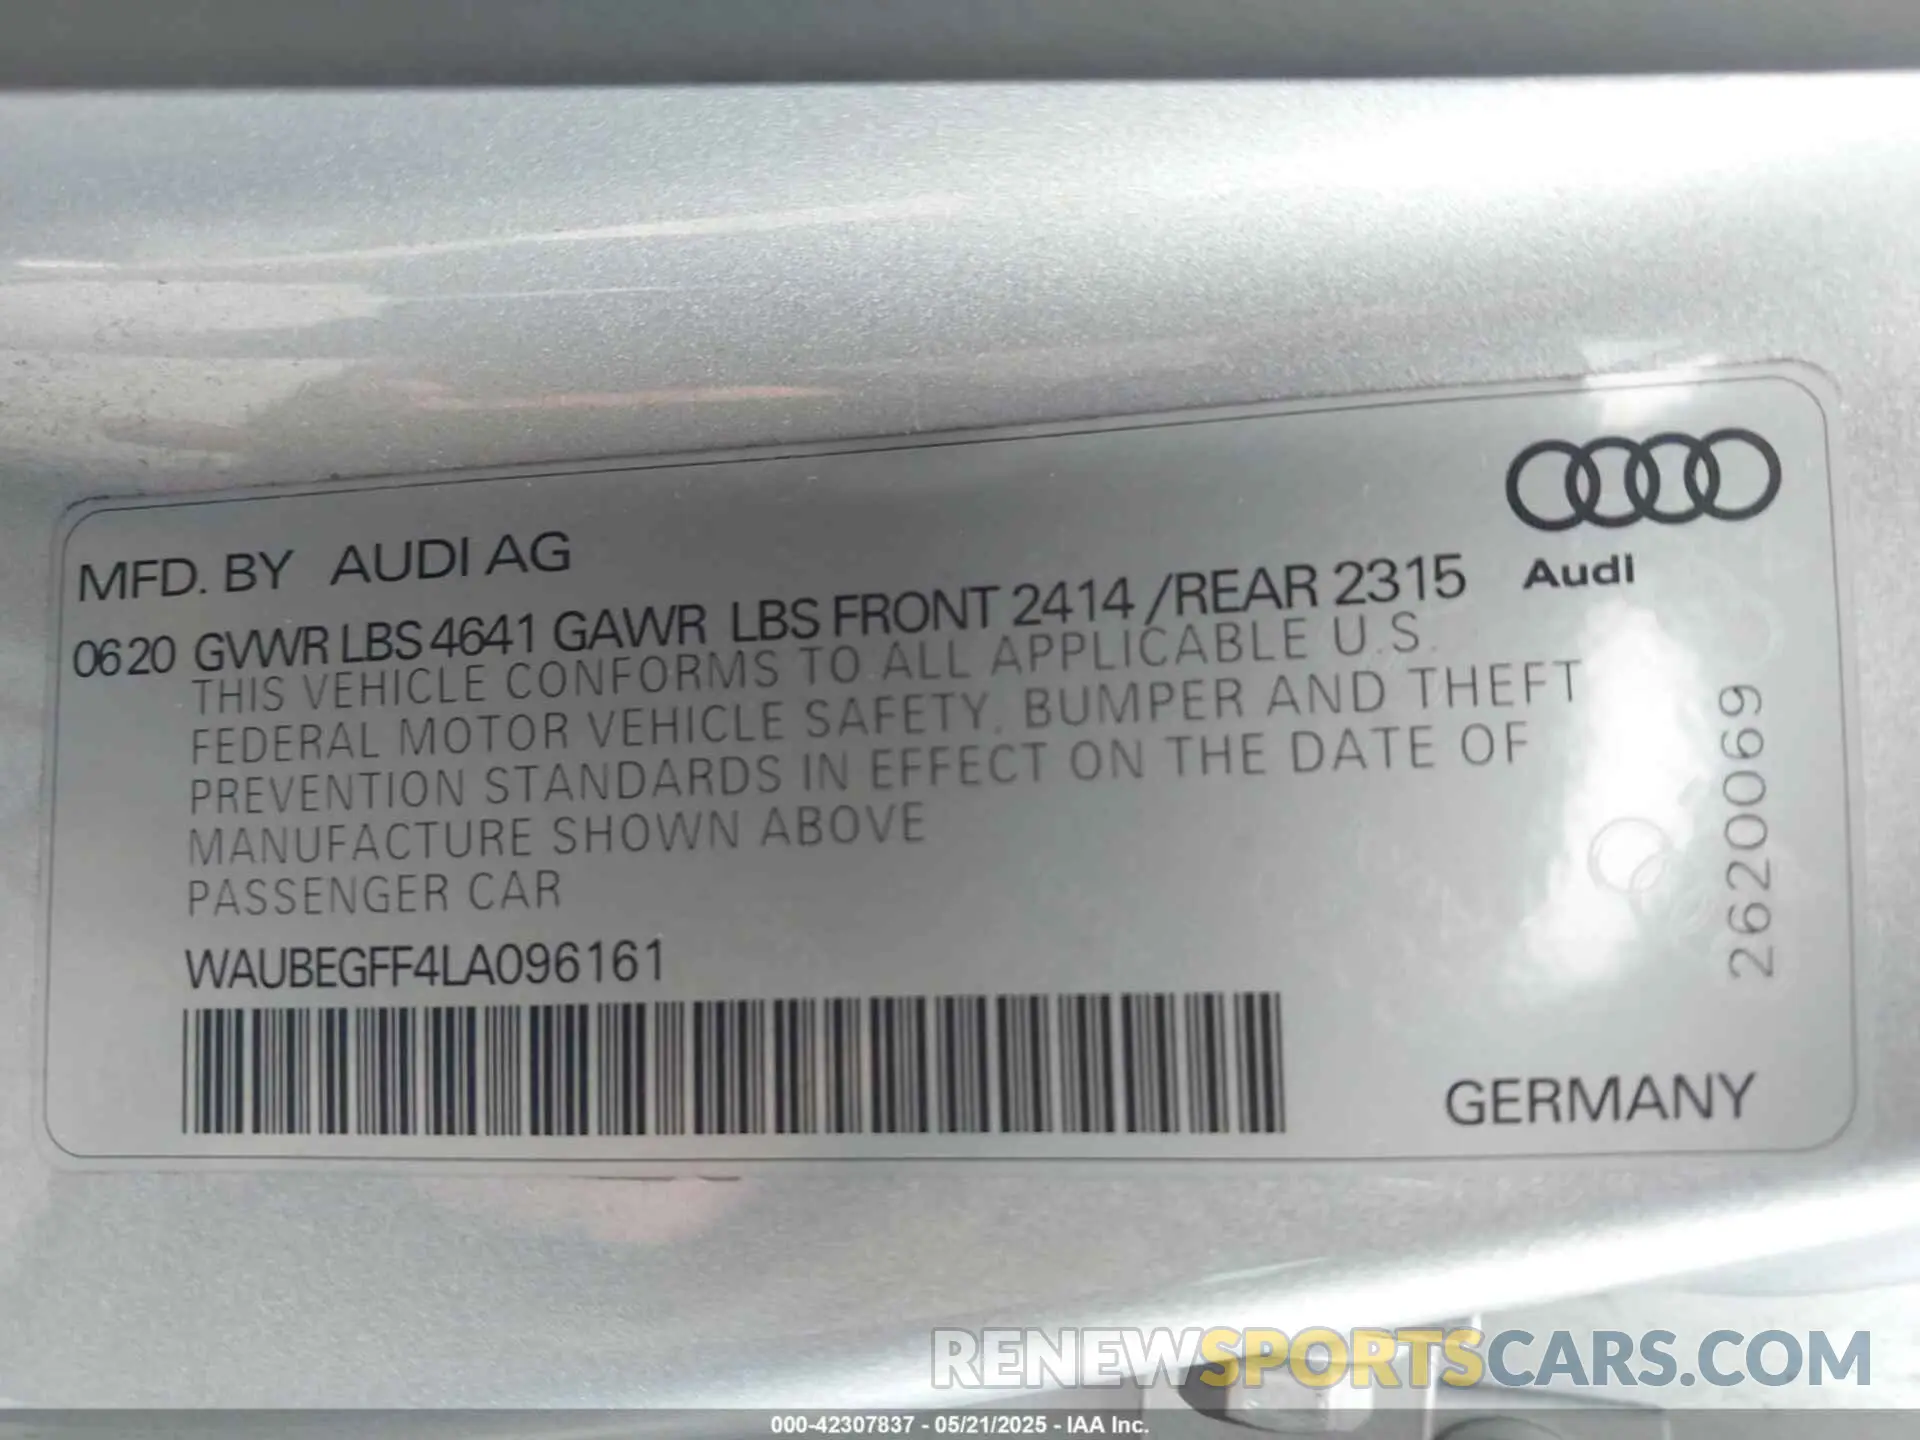 MFD. BY AUDI AG
Audi
0620 GVWR LBS 4641 GAWR LBS FRONT 2414 /REAR 2315
THIS VEHICLE CONFORMS TO ALL APPLICABLE U.S.
FEDERAL MOTOR VEHICLE SAFETY, BUMPER AND THEFT
PREVENTION STANDARDS IN EFFECT ON THE DATE OF
MANUFACTURE SHOWN ABOVE
PASSENGER CAR
WAUBEGFF4LA096161
2620069
GERMANY
RENEWSPORTSCARS.COM
000-42307837 - 05/21/2025 - IAA Inc.